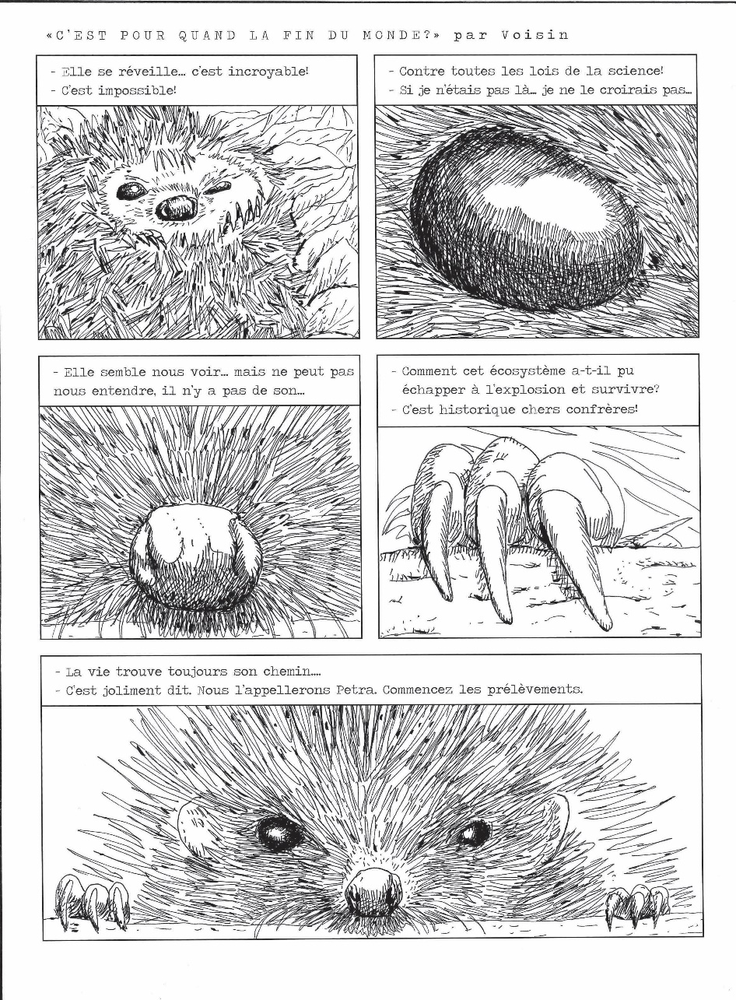 «C'EST POUR QUAND LA FIN DU MONDE?» par Voisin
- Elle se réveille… c'est incroyable!
- C'est impossible!
- Contre toutes les lois de la science!
- Si je n'étais pas là… je ne le croirais pas…
- Elle semble nous voir… mais ne peut pas
nous entendre, il n'y a pas de son…
- Comment cet écosystème a-t-il pu
échapper à l'explosion et survivre?
- C'est historique chers confrères!
- La vie trouve toujours son chemin….
- C'est joliment dit. Nous l'appellerons Petra. Commencez les prélèvements.